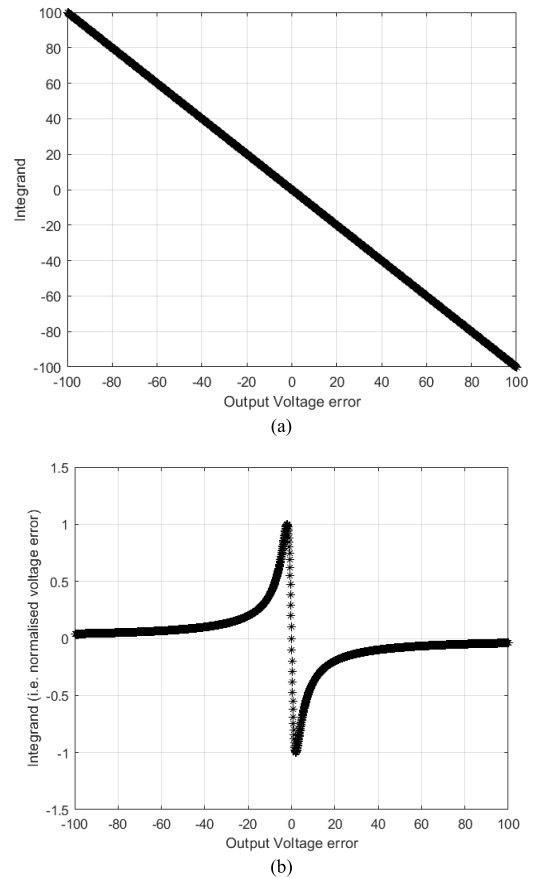 100
80
60
40
20
0
-20
-40
-60
-80
-100
Integrand
-100 -80 -60 -40 -20 0 20 40 60 80 100
Output Voltage error
(a)
1.5
1
0.5
0
-0.5
-1
-1.5
Integrand (i.e. normalised voltage error)
-100 -80 -60 -40 -20 0 20 40 60 80 100
Output Voltage error
(b)